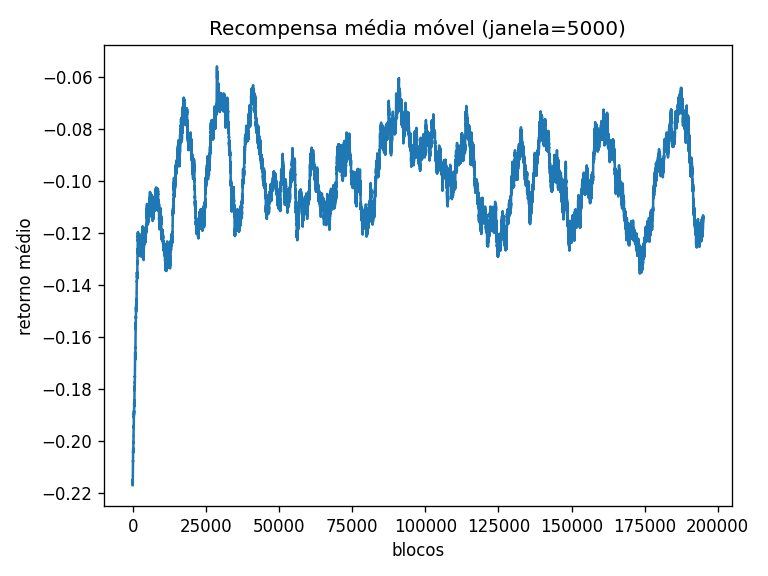 Recompensa média móvel (janela=5000)
−0.06
−0.08
−0.10
−0.12
−0.14
−0.16
−0.18
−0.20
−0.22
retorno médio
0 25000 50000 75000 100000 125000 150000 175000 200000
blocos